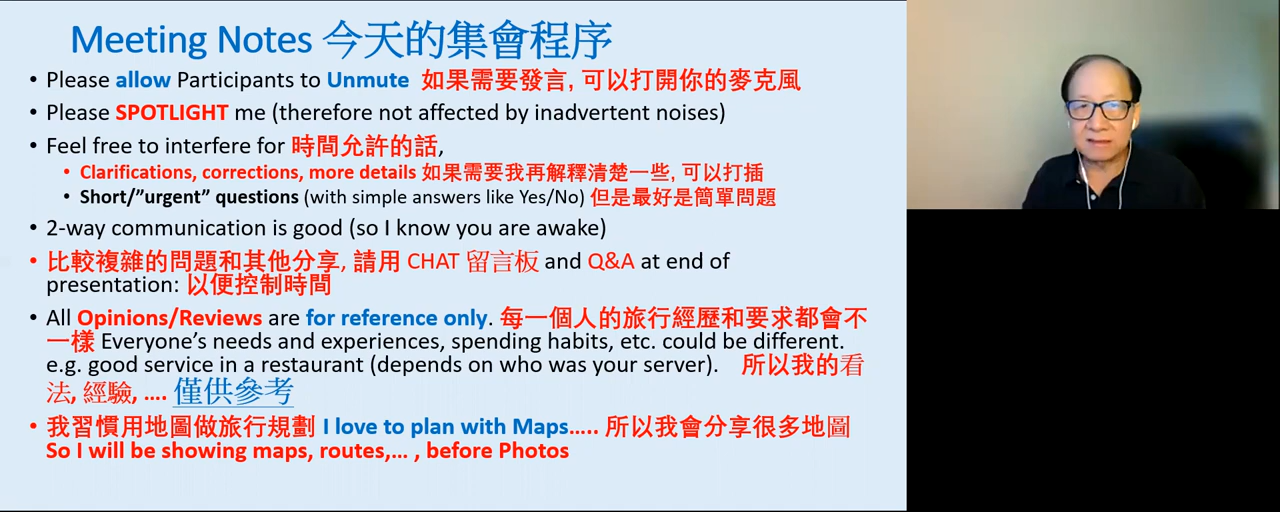 Meeting Notes 今天的集會程序
• Please allow Participants to Unmute 如果需要發言, 可以打開你的麥克風
• Please SPOTLIGHT me (therefore not affected by inadvertent noises)
• Feel free to interfere for 時間允許的話,
• Clarifications, corrections, more details 如果需要我再解釋清楚一些, 可以打插
• Short/”urgent” questions (with simple answers like Yes/No) 但是最好是簡單問題
• 2-way communication is good (so I know you are awake)
• 比較複雜的問題和其他分享, 請用 CHAT 留言板 and Q&A at end of
presentation: 以便控制時間
• All Opinions/Reviews are for reference only. 每一個人的旅行經歷和要求都會不
一樣 Everyone’s needs and experiences, spending habits, etc. could be different.
e.g. good service in a restaurant (depends on who was your server). 所以我的看
法, 經驗, …. 僅供參考
• 我習慣用地圖做旅行規劃 I love to plan with Maps….. 所以我會分享很多地圖
So I will be showing maps, routes,… , before Photos